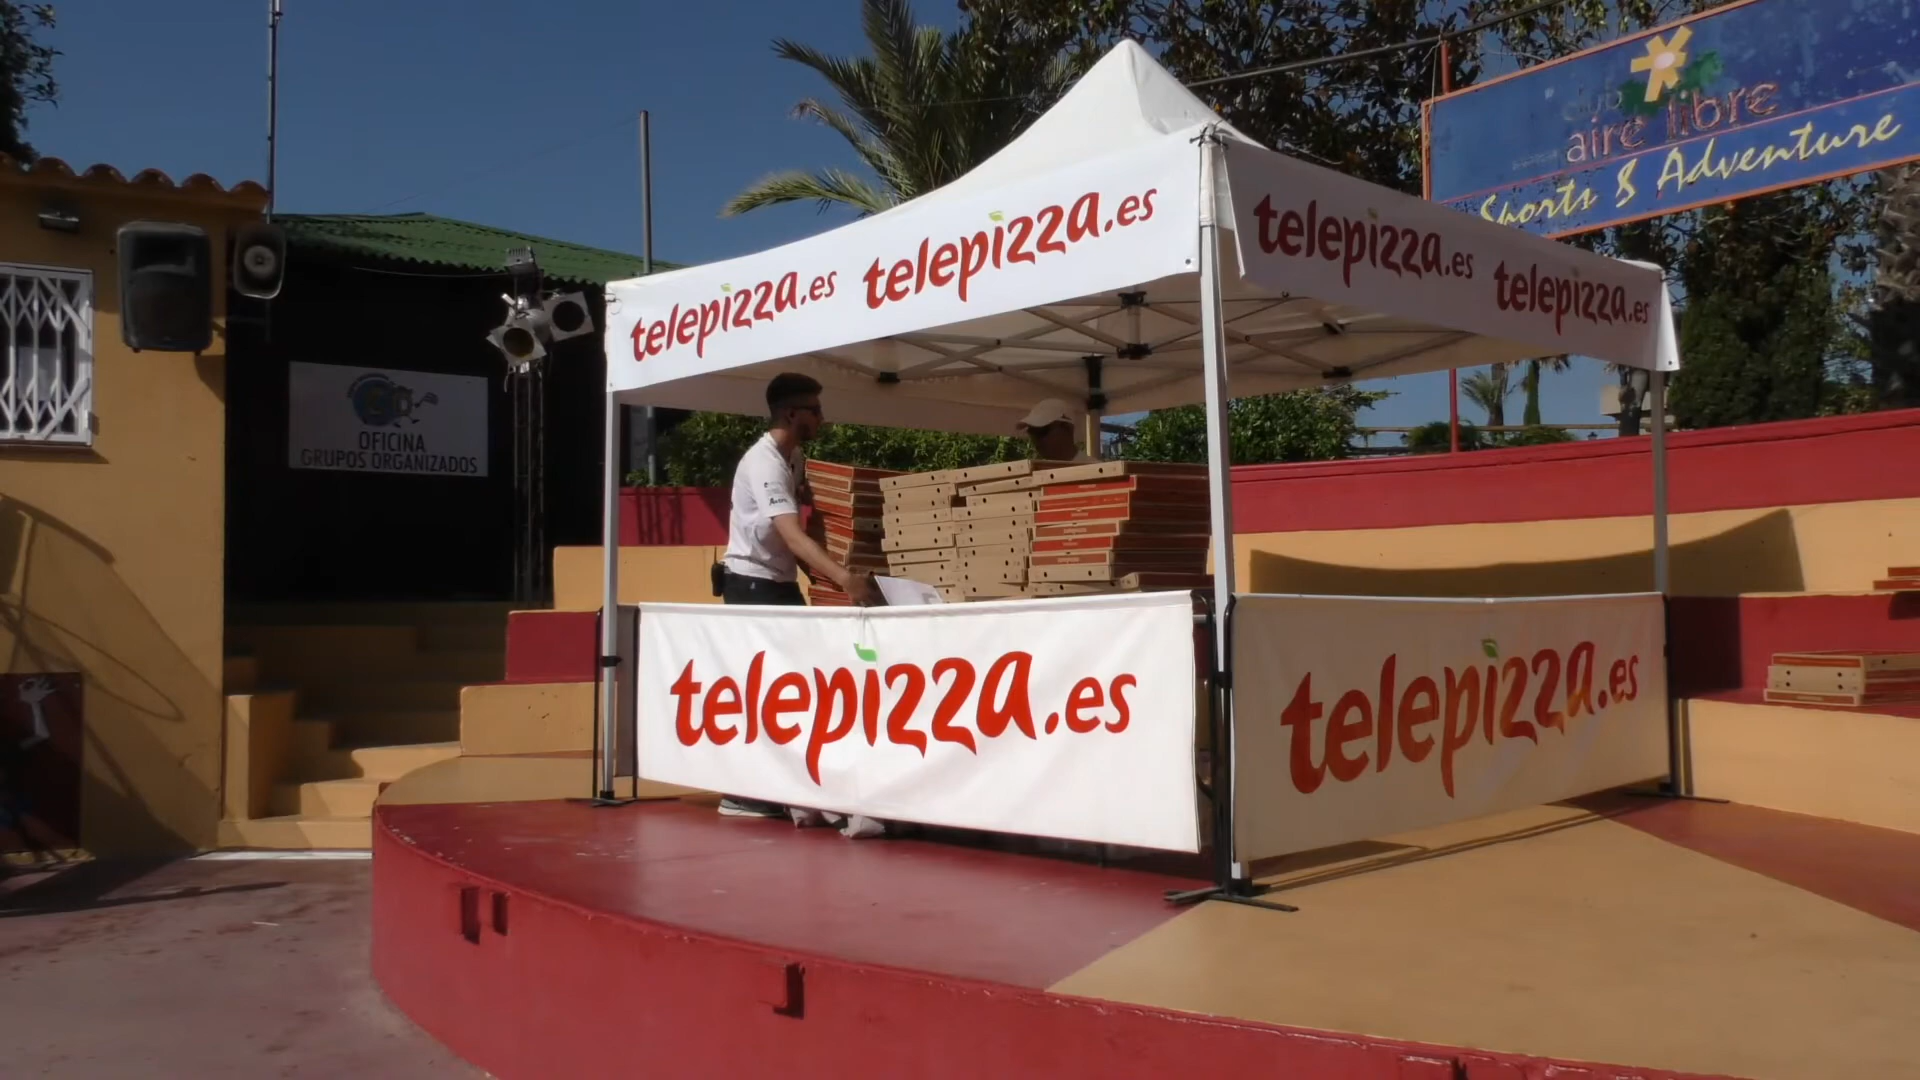 club
aire libre
Sports & Adventure
telepizza.es telepizza.es
telepizza.es telepizza.es
OFICINA
GRUPOS ORGANIZADOS
telepizza.es
telepizza.es